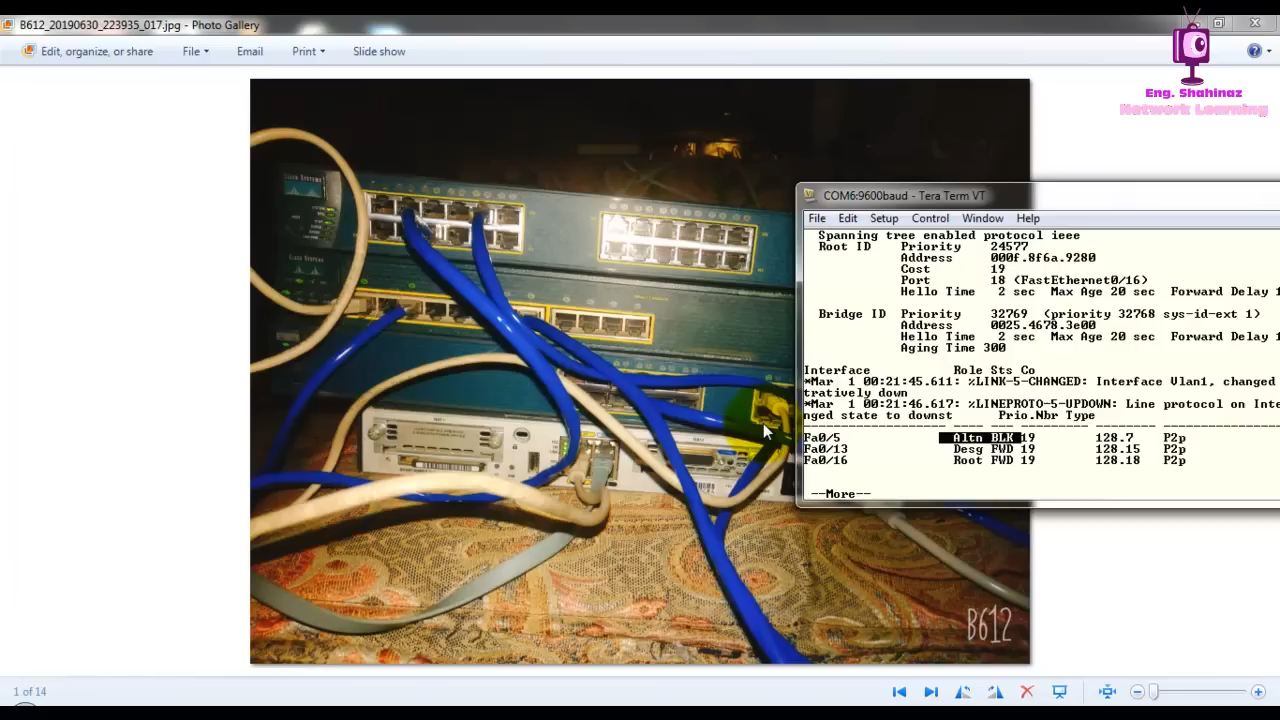 B612_20190630_223935_017.jpg - Photo Gallery
Edit, organize, or share File Email Print Slide show
Eng. Shahinaz
Network Learning
CISCO SYSTEMS
COM6:9600baud - Tera Term VT
File Edit Setup Control Window Help
Spanning tree enabled protocol ieee
Root ID Priority 24577
Address 000f.8f6a.9280
Cost 19
Port 18 (FastEthernet0/16)
Hello Time 2 sec Max Age 20 sec Forward Delay 1
Bridge ID Priority 32769 (priority 32768 sys-id-ext 1)
Address 0025.4678.3e00
Hello Time 2 sec Max Age 20 sec Forward Delay 1
Aging Time 300
Interface Role Sts Co
*Mar 1 00:21:45.611: %LINK-5-CHANGED: Interface Vlan1, changed
tratively down
*Mar 1 00:21:46.617: %LINEPROTO-5-UPDOWN: Line protocol on Inte
nged state to downst Prio.Nbr Type
------------------- ---- --- --------- -------- --------------------
Fa0/5 Altn BLK 19 128.7 P2p
Fa0/13 Desg FWD 19 128.15 P2p
Fa0/16 Root FWD 19 128.18 P2p
--More--
B612
1 of 14